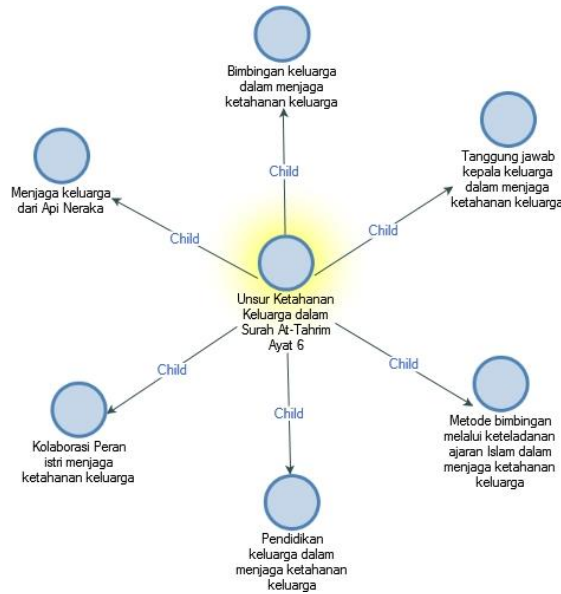 Bimbingan keluarga
dalam menjaga
ketahanan keluarga
Tanggung jawab
kepala keluarga
dalam menjaga
ketahanan keluarga
Menjaga keluarga
dari Api Neraka
Child
Child
Child
Unsur Ketahanan
Keluarga dalam
Surah At-Tahrim
Ayat 6
Child
Child
Child
Kolaborasi Peran
istri menjaga
ketahanan keluarga
Metode bimbingan
melalui keteladanan
ajaran Islam dalam
menjaga ketahanan
keluarga
Pendidikan
keluarga dalam
menjaga ketahanan
keluarga